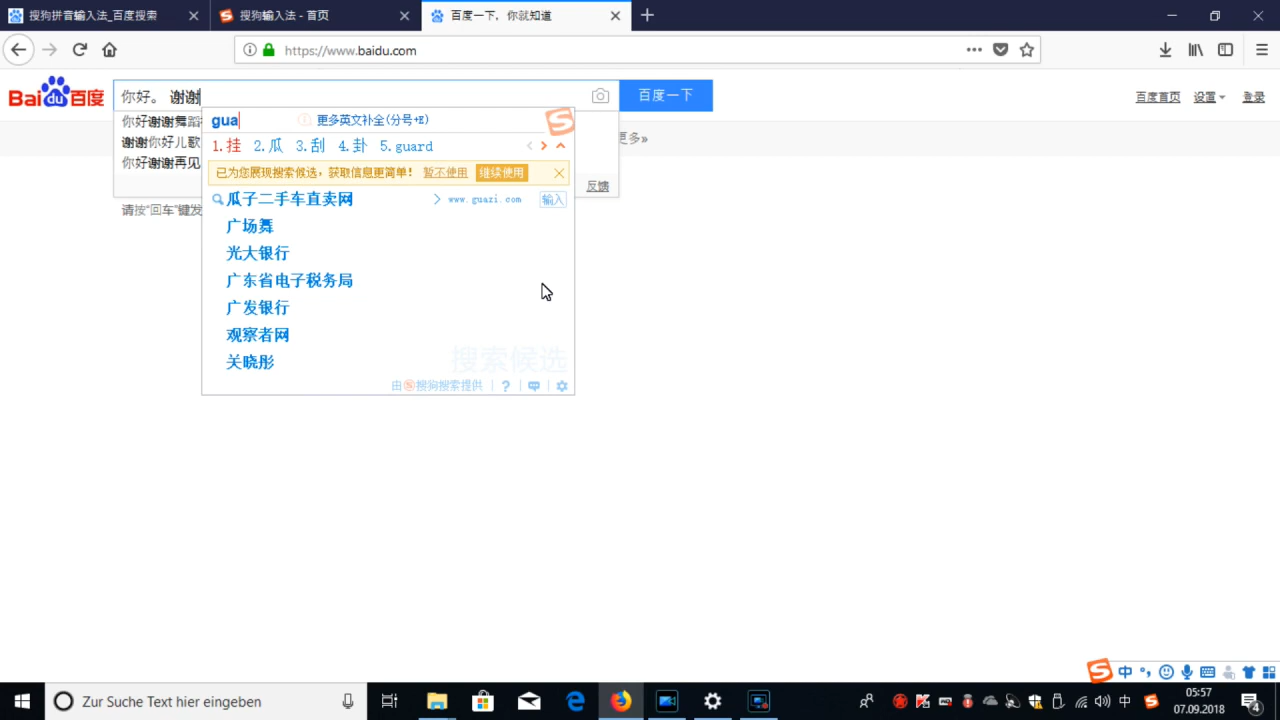 搜狗拼音输入法_百度搜索
搜狗输入法 - 首页
百度一下，你就知道
https://www.baidu.com
Bai du 百度
你好。 谢谢
百度一下
百度首页 设置 登录
你好谢谢舞蹈
谢谢你好儿歌
你好谢谢再见
更多»
反馈
请按“回车”键发
gua
更多英文补全(分号+E)
1.挂 2.瓜 3.刮 4.卦 5.guard
已为您展现搜索候选，获取信息更简单！ 暂不使用 继续使用
瓜子二手车直卖网 www.guazi.com 输入
广场舞
光大银行
广东省电子税务局
广发银行
观察者网
关晓彤
搜索候选
由搜狗搜索提供
中
Zur Suche Text hier eingeben
中
05:57
07.09.2018
4